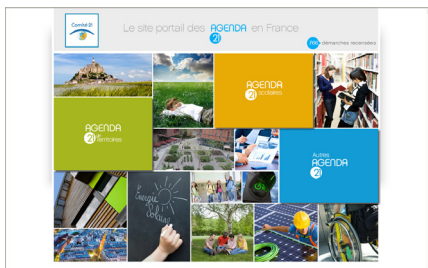 Comité 21
Le site portail des AGENDA 21 en France
700 démarches recensées
AGENDA
21 scolaires
AGENDA
21 territoires
Autres
AGENDA
21
Energie
Solaire